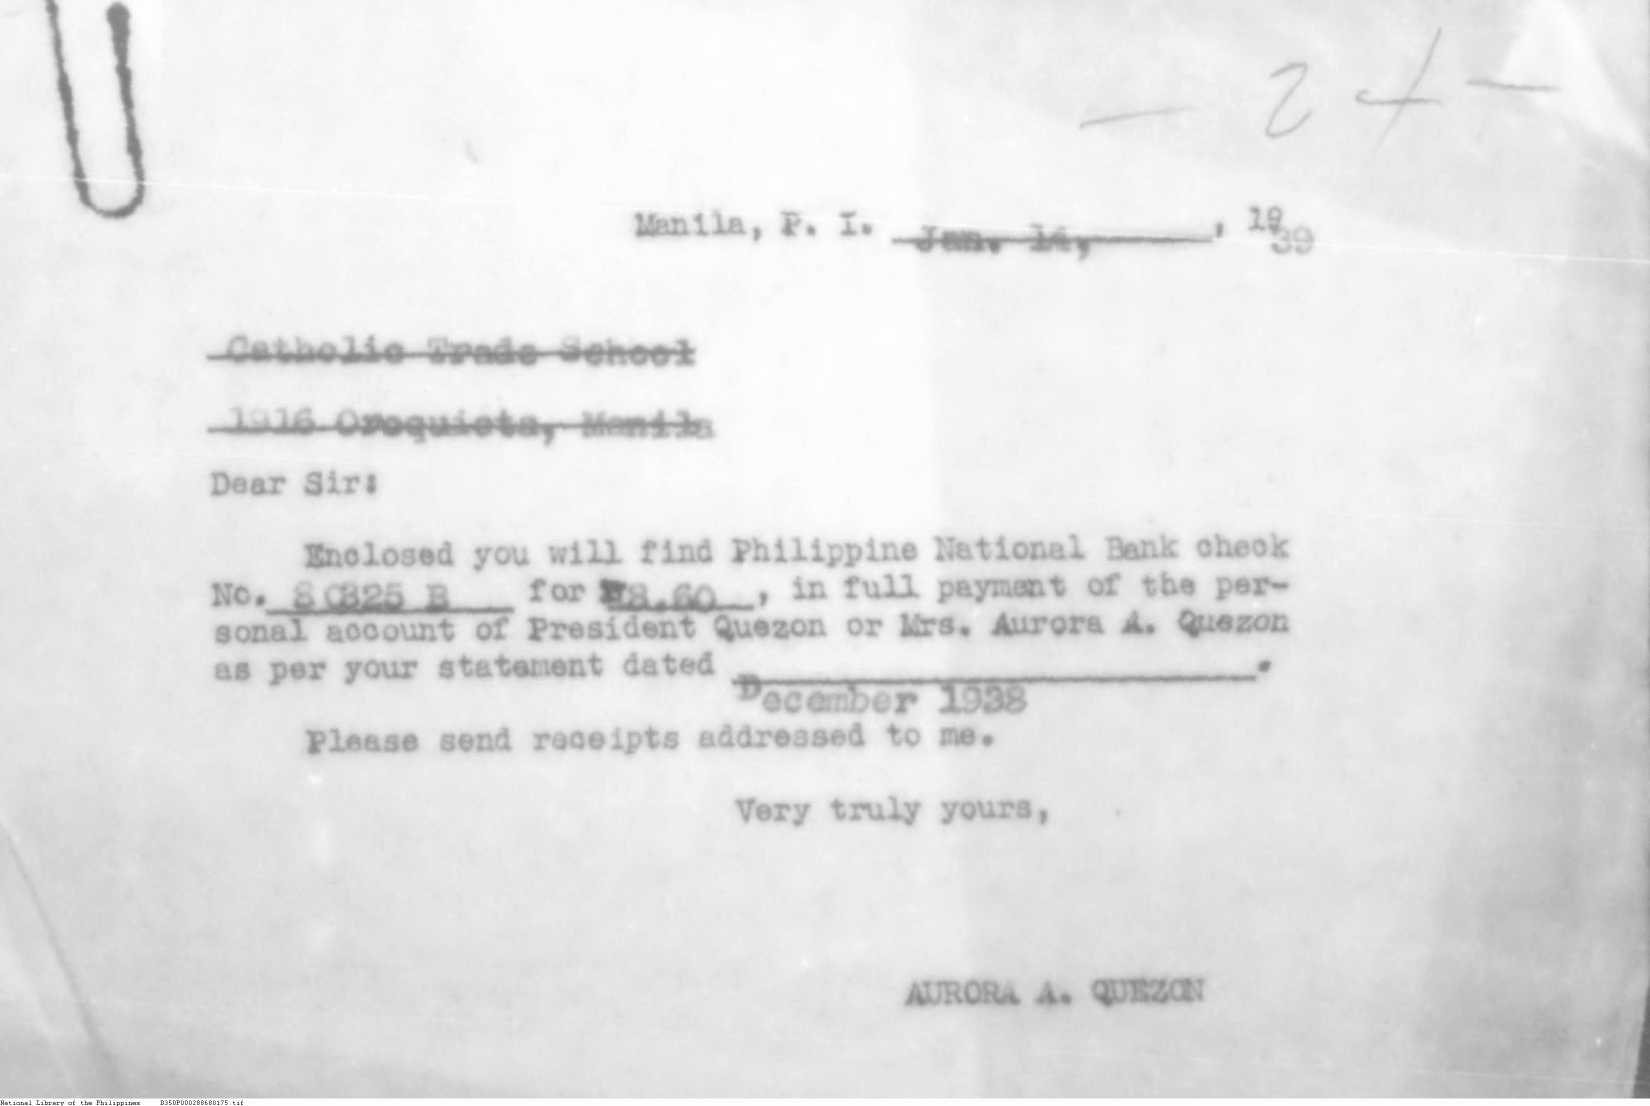 - 2 + -
Manila, P. I. Jan. 14, , 1939
Catholic Trade School
1916 Oroquieta, Manila
Dear Sir:
Enclosed you will find Philippine National Bank check
No. for 8.60, in full payment of the per-
sonal account of President Quezon or Mrs. Aurora A. Quezon
as per your statement dated December 1938.
Please send receipts addressed to me.
Very truly yours,
AURORA A. QUEZON
National Library of the Philippines B350P000288680175.tif